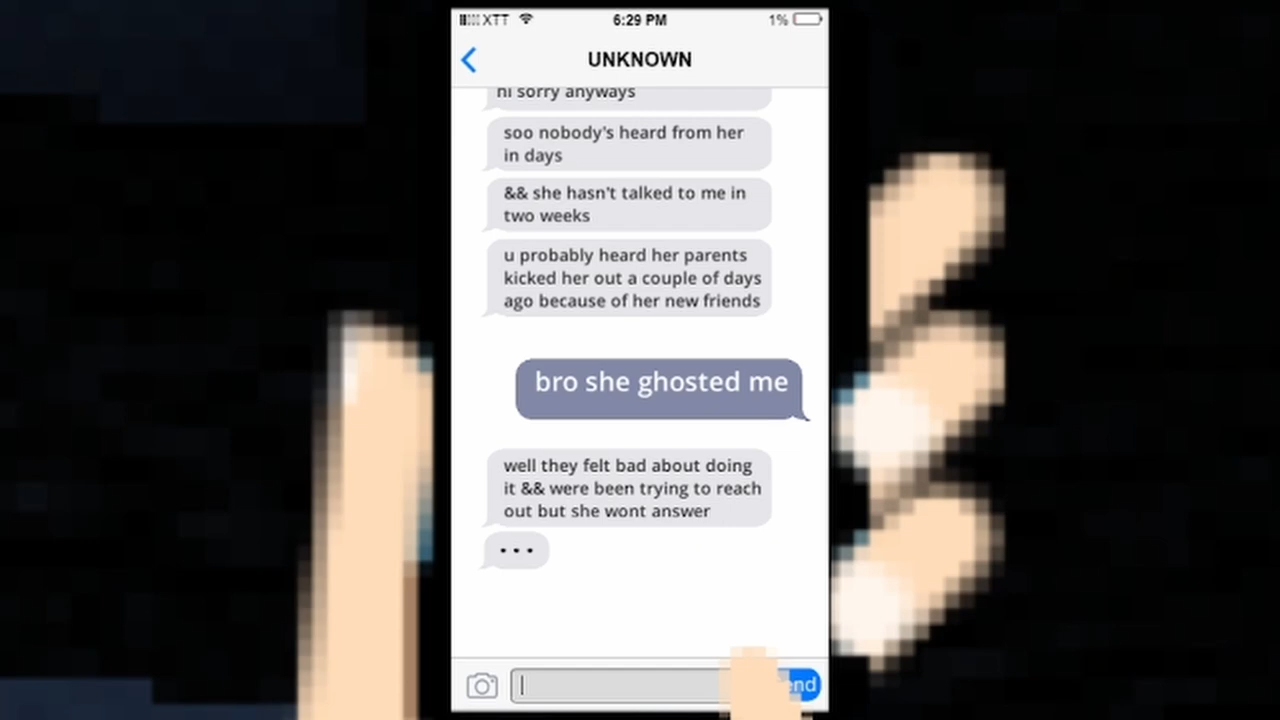 XTT 6:29 PM 1%
UNKNOWN
hi sorry anyways
soo nobody's heard from her
in days
&& she hasn't talked to me in
two weeks
u probably heard her parents
kicked her out a couple of days
ago because of her new friends
bro she ghosted me
well they felt bad about doing
it && were been trying to reach
out but she wont answer
...
end